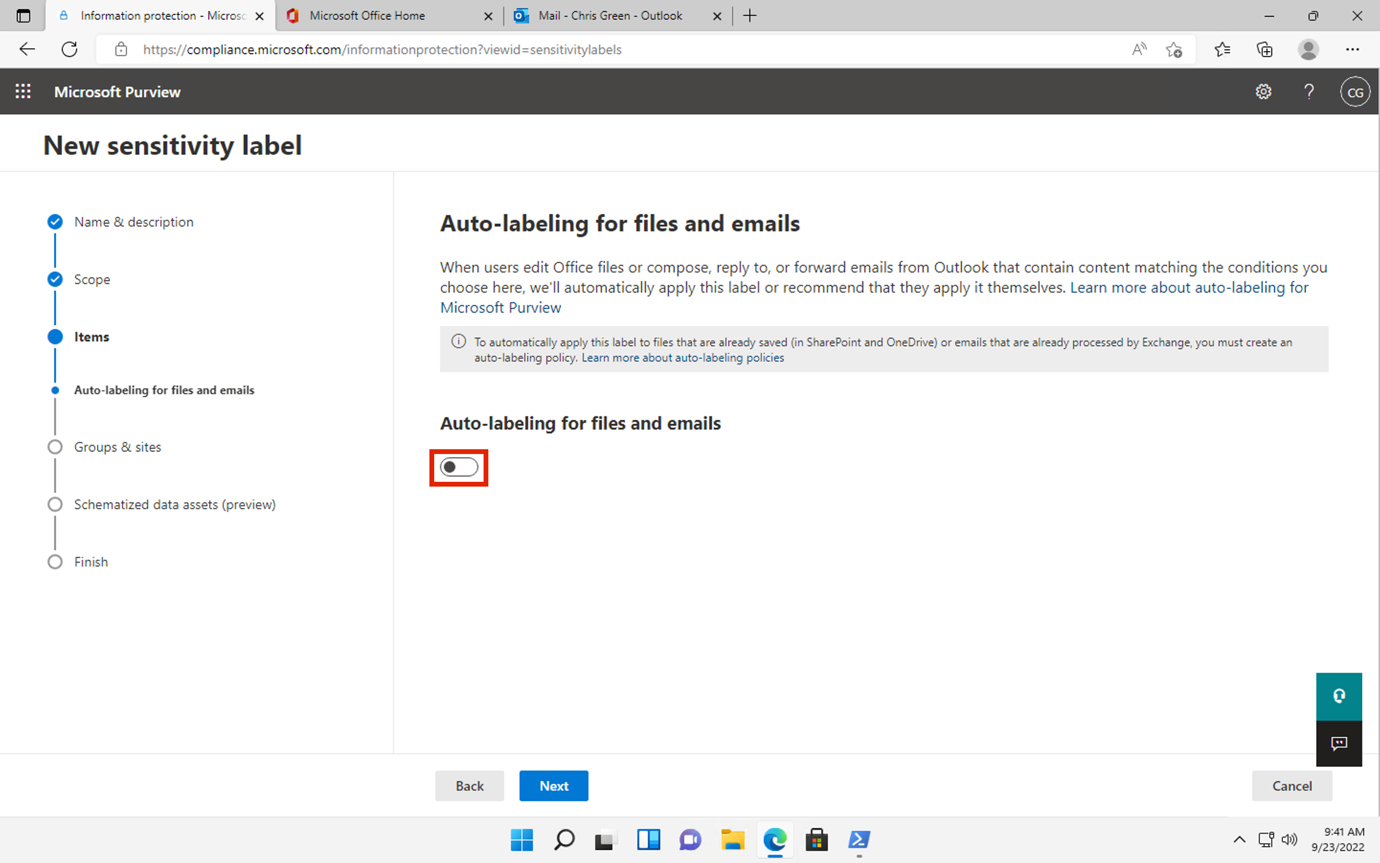 Information protection - Microsc
Microsoft Office Home
Mail - Chris Green - Outlook
https://compliance.microsoft.com/informationprotection?viewid=sensitivitylabels
Microsoft Purview
CG
New sensitivity label
Name & description
Scope
Items
Auto-labeling for files and emails
Groups & sites
Schematized data assets (preview)
Finish
Auto-labeling for files and emails
When users edit Office files or compose, reply to, or forward emails from Outlook that contain content matching the conditions you
choose here, we'll automatically apply this label or recommend that they apply it themselves. Learn more about auto-labeling for
Microsoft Purview
To automatically apply this label to files that are already saved (in SharePoint and OneDrive) or emails that are already processed by Exchange, you must create an
auto-labeling policy. Learn more about auto-labeling policies
Auto-labeling for files and emails
Back
Next
Cancel
9:41 AM
9/23/2022